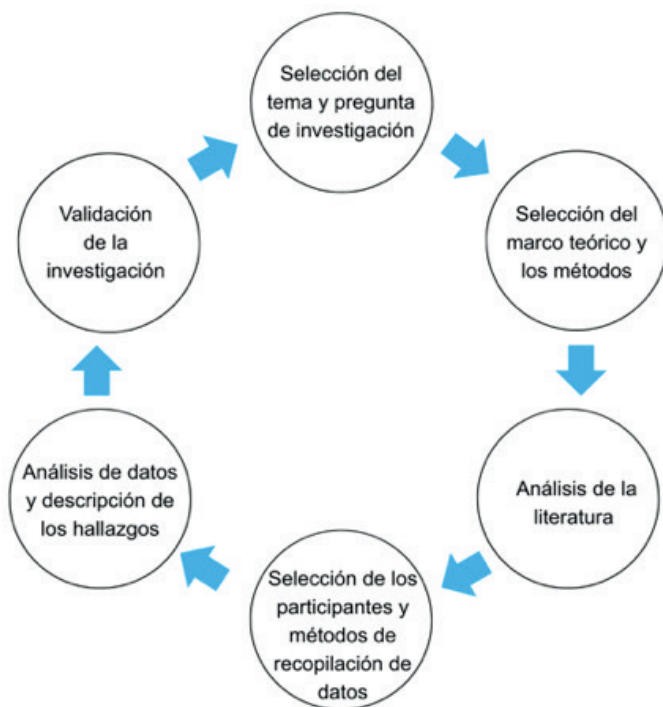 Selección del
tema y pregunta
de investigación
Selección del
marco teórico y
los métodos
Análisis de la
literatura
Selección de los
participantes y
métodos de
recopilación de
datos
Análisis de datos
y descripción de
los hallazgos
Validación
de la
investigación